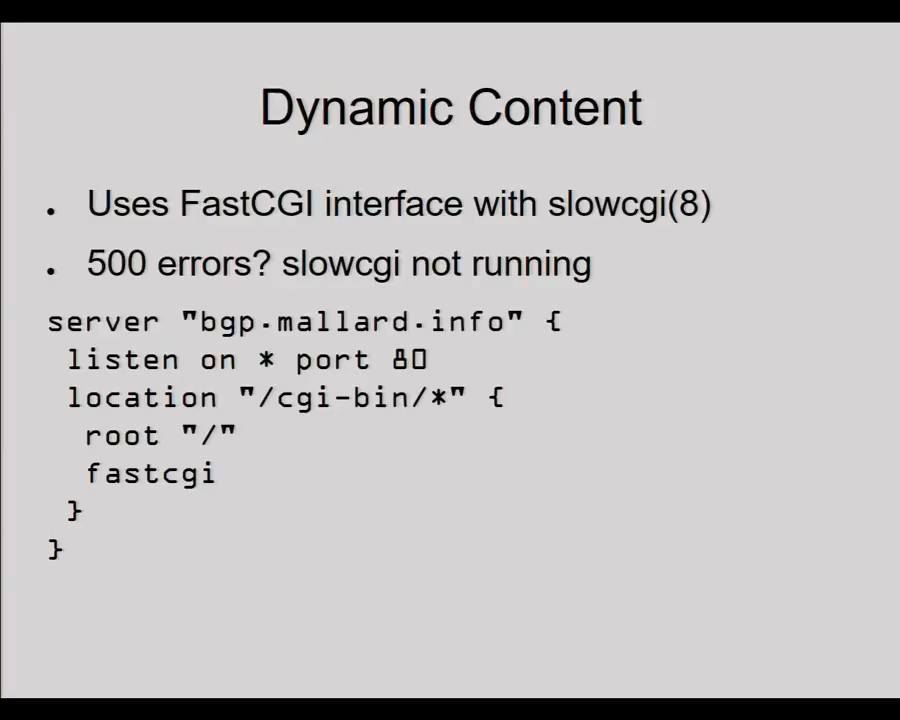 Dynamic Content
● Uses FastCGI interface with slowcgi(8)
● 500 errors? slowcgi not running
server "bgp.mallard.info" {
 listen on * port 80
 location "/cgi-bin/*" {
  root "/"
  fastcgi
 }
}